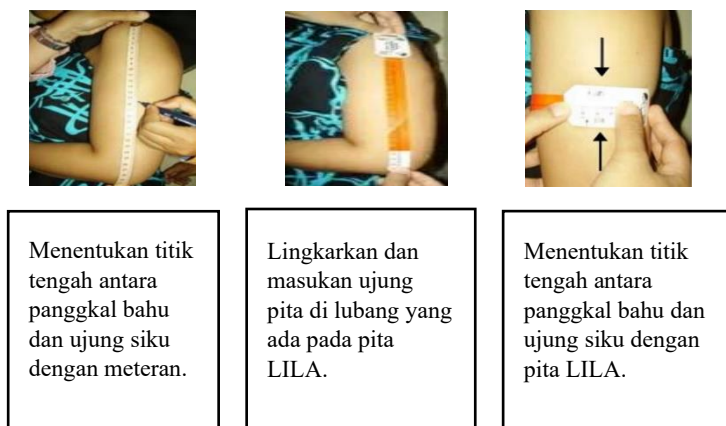 Menentukan titik
tengah antara
panggkal bahu
dan ujung siku
dengan meteran.
Lingkarkan dan
masukan ujung
pita di lubang yang
ada pada pita
LILA.
Menentukan titik
tengah antara
panggkal bahu dan
ujung siku dengan
pita LILA.